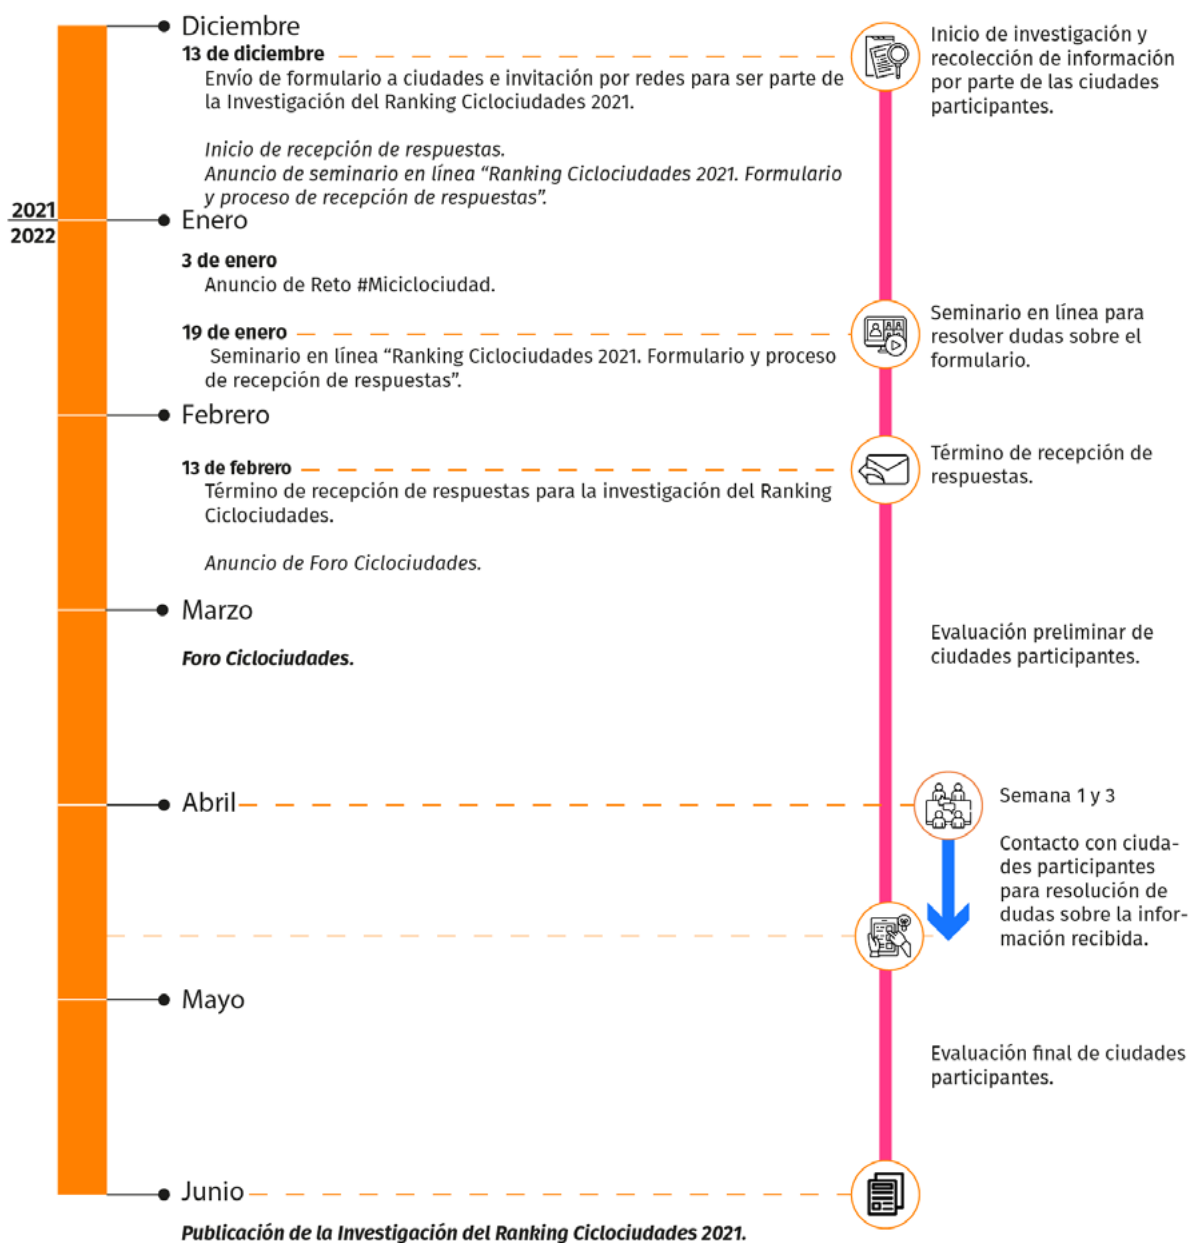 Diciembre
13 de diciembre
Envío de formulario a ciudades e invitación por redes para ser parte de
la Investigación del Ranking Ciclociudades 2021.
Inicio de recepción de respuestas.
Anuncio de seminario en línea “Ranking Ciclociudades 2021. Formulario
y proceso de recepción de respuestas”.
Inicio de investigación y
recolección de información
por parte de las ciudades
participantes.
2021
2022
Enero
3 de enero
Anuncio de Reto #Miciclociudad.
19 de enero
Seminario en línea “Ranking Ciclociudades 2021. Formulario y proceso
de recepción de respuestas”.
Seminario en línea para
resolver dudas sobre el
formulario.
Febrero
13 de febrero
Término de recepción de respuestas para la investigación del Ranking
Ciclociudades.
Anuncio de Foro Ciclociudades.
Término de recepción de
respuestas.
Marzo
Foro Ciclociudades.
Evaluación preliminar de
ciudades participantes.
Abril
Semana 1 y 3
Contacto con ciuda-
des participantes
para resolución de
dudas sobre la infor-
mación recibida.
Mayo
Evaluación final de ciudades
participantes.
Junio
Publicación de la Investigación del Ranking Ciclociudades 2021.